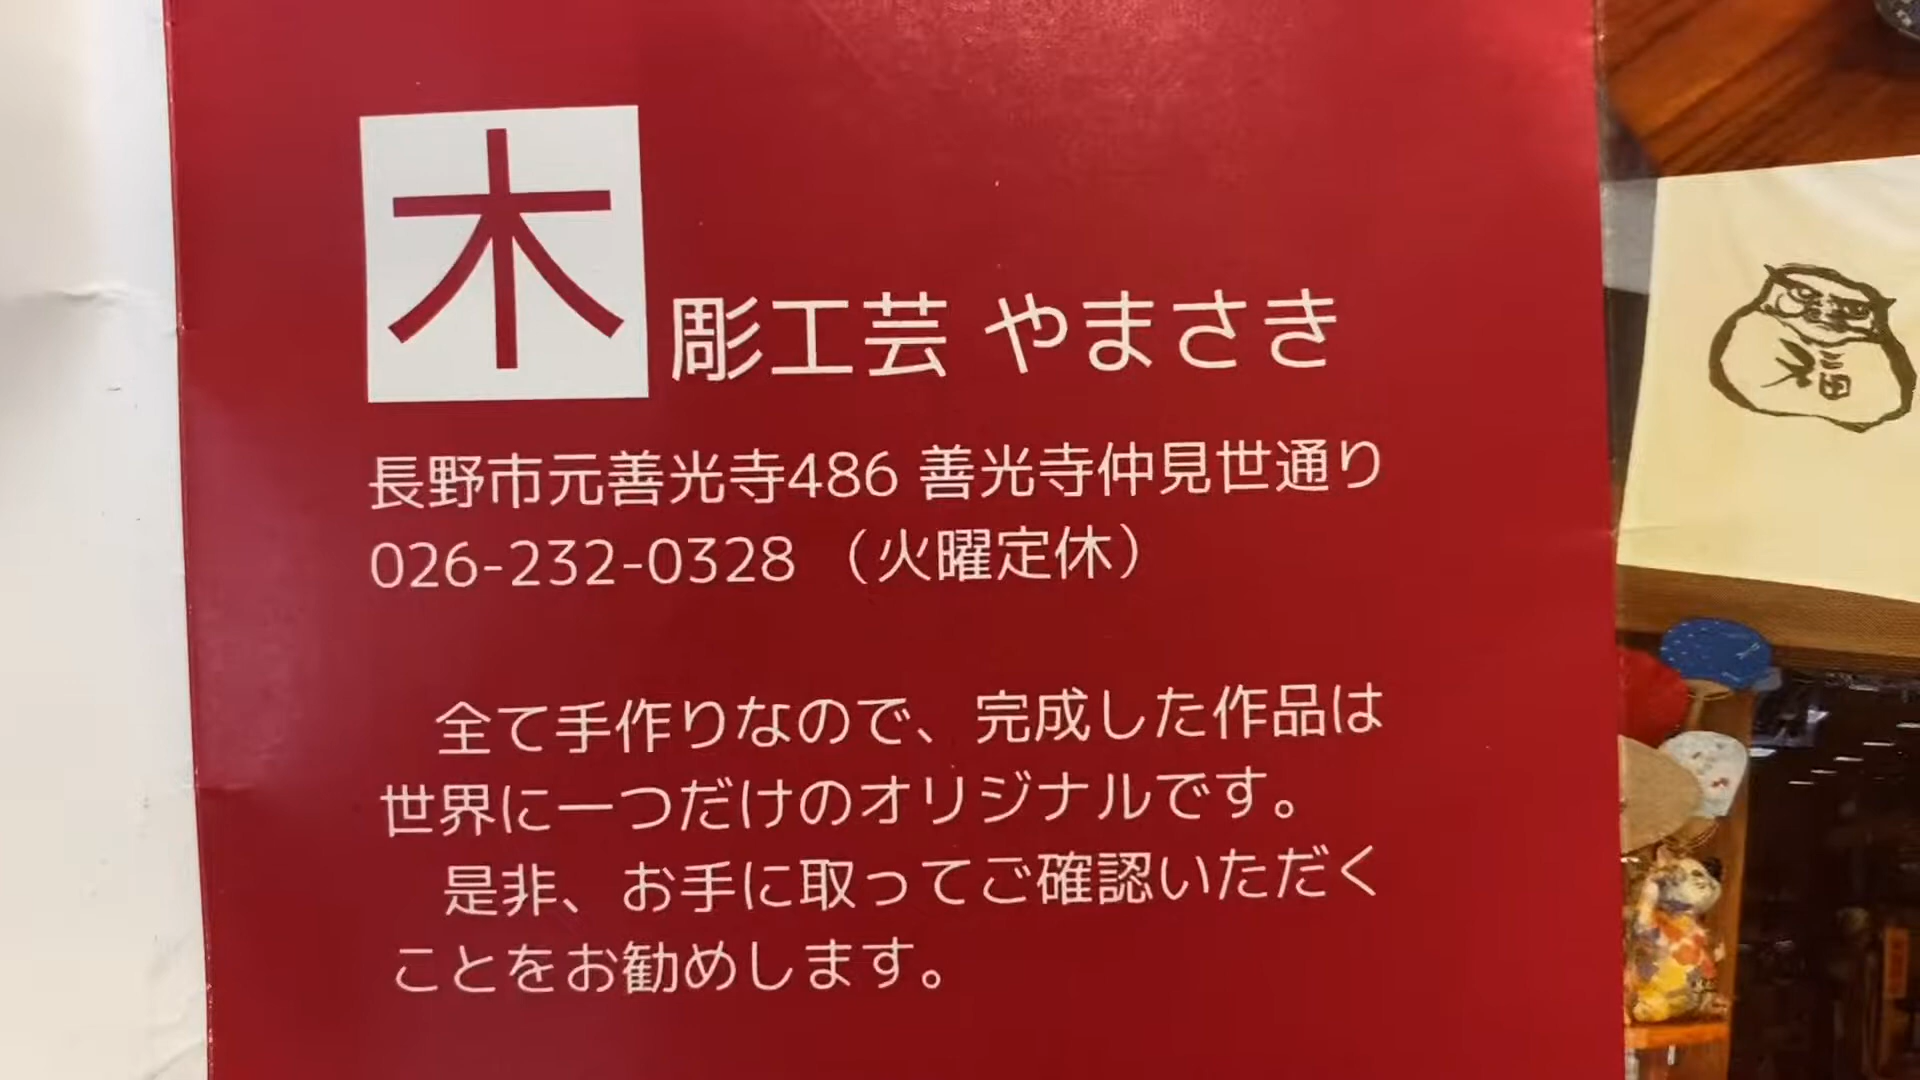 木彫工芸 やまさき
長野市元善光寺486 善光寺仲見世通り
026-232-0328 （火曜定休）
全て手作りなので、完成した作品は
世界に一つだけのオリジナルです。
是非、お手に取ってご確認いただく
ことをお勧めします。
福